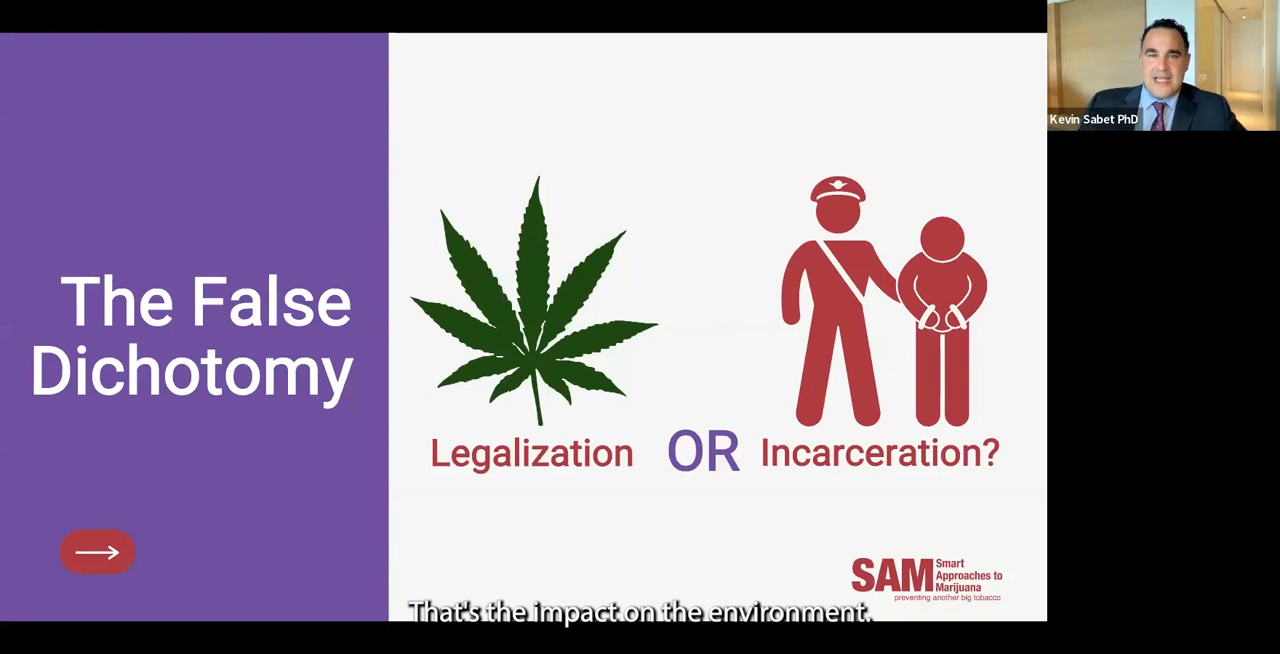 Kevin Sabet PhD
The False
Dichotomy
Legalization OR Incarceration?
SAM Smart
Approaches to
Marijuana
preventing another big tobacco
That's the impact on the environment.